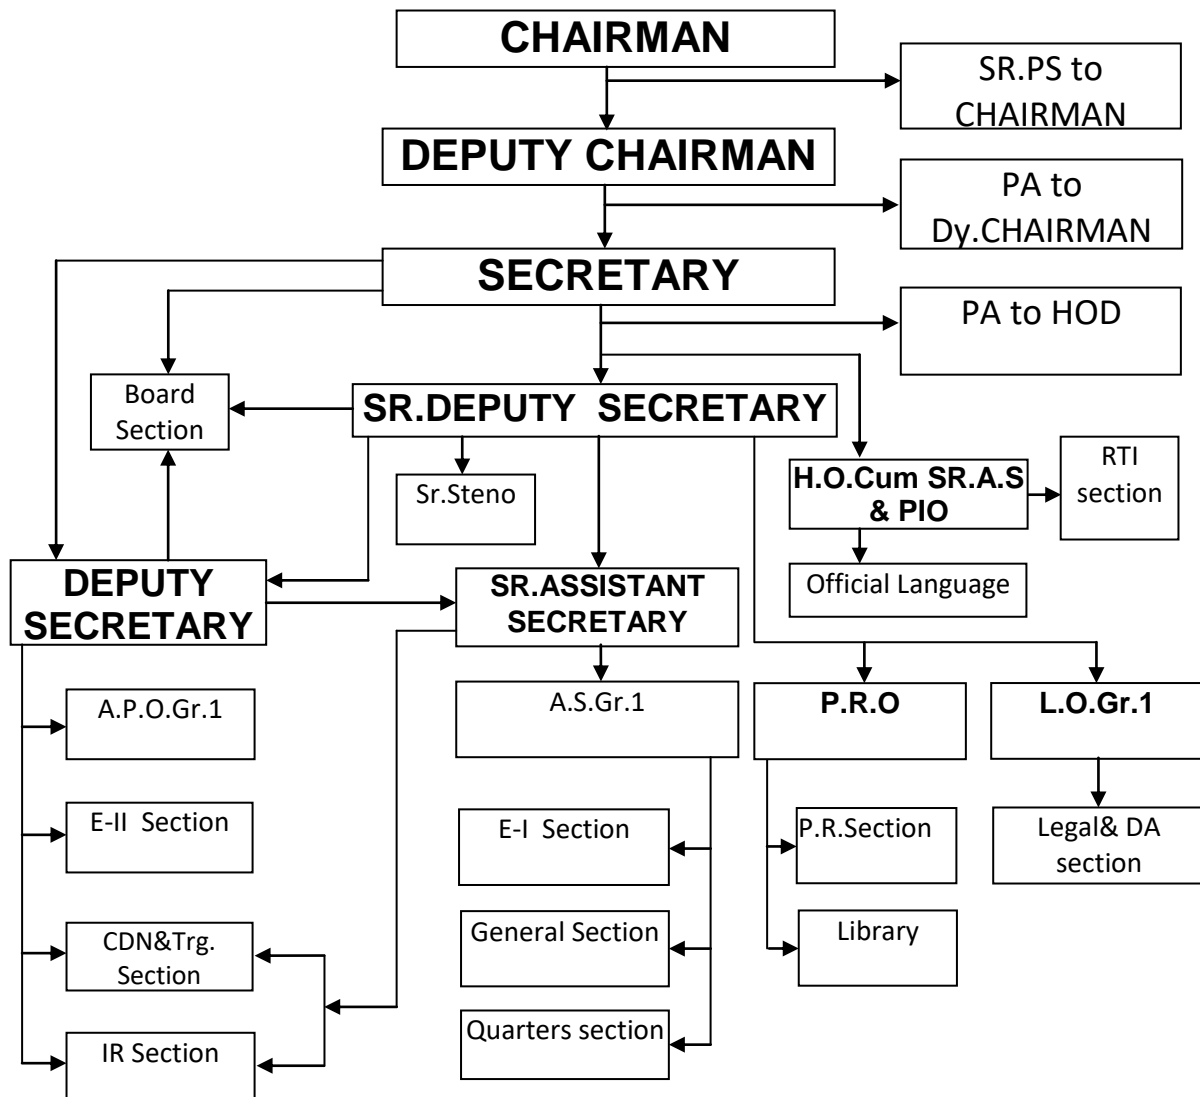 CHAIRMAN
SR.PS to
CHAIRMAN
DEPUTY CHAIRMAN
PA to
Dy.CHAIRMAN
SECRETARY
PA to HOD
Board
Section
SR.DEPUTY  SECRETARY
Sr.Steno
H.O.Cum SR.A.S
& PIO
RTI
section
Official Language
DEPUTY
SECRETARY
SR.ASSISTANT
SECRETARY
A.P.O.Gr.1
A.S.Gr.1
P.R.O
L.O.Gr.1
E-II  Section
E-I  Section
P.R.Section
Legal& DA
section
CDN&Trg.
Section
General Section
Library
IR Section
Quarters section